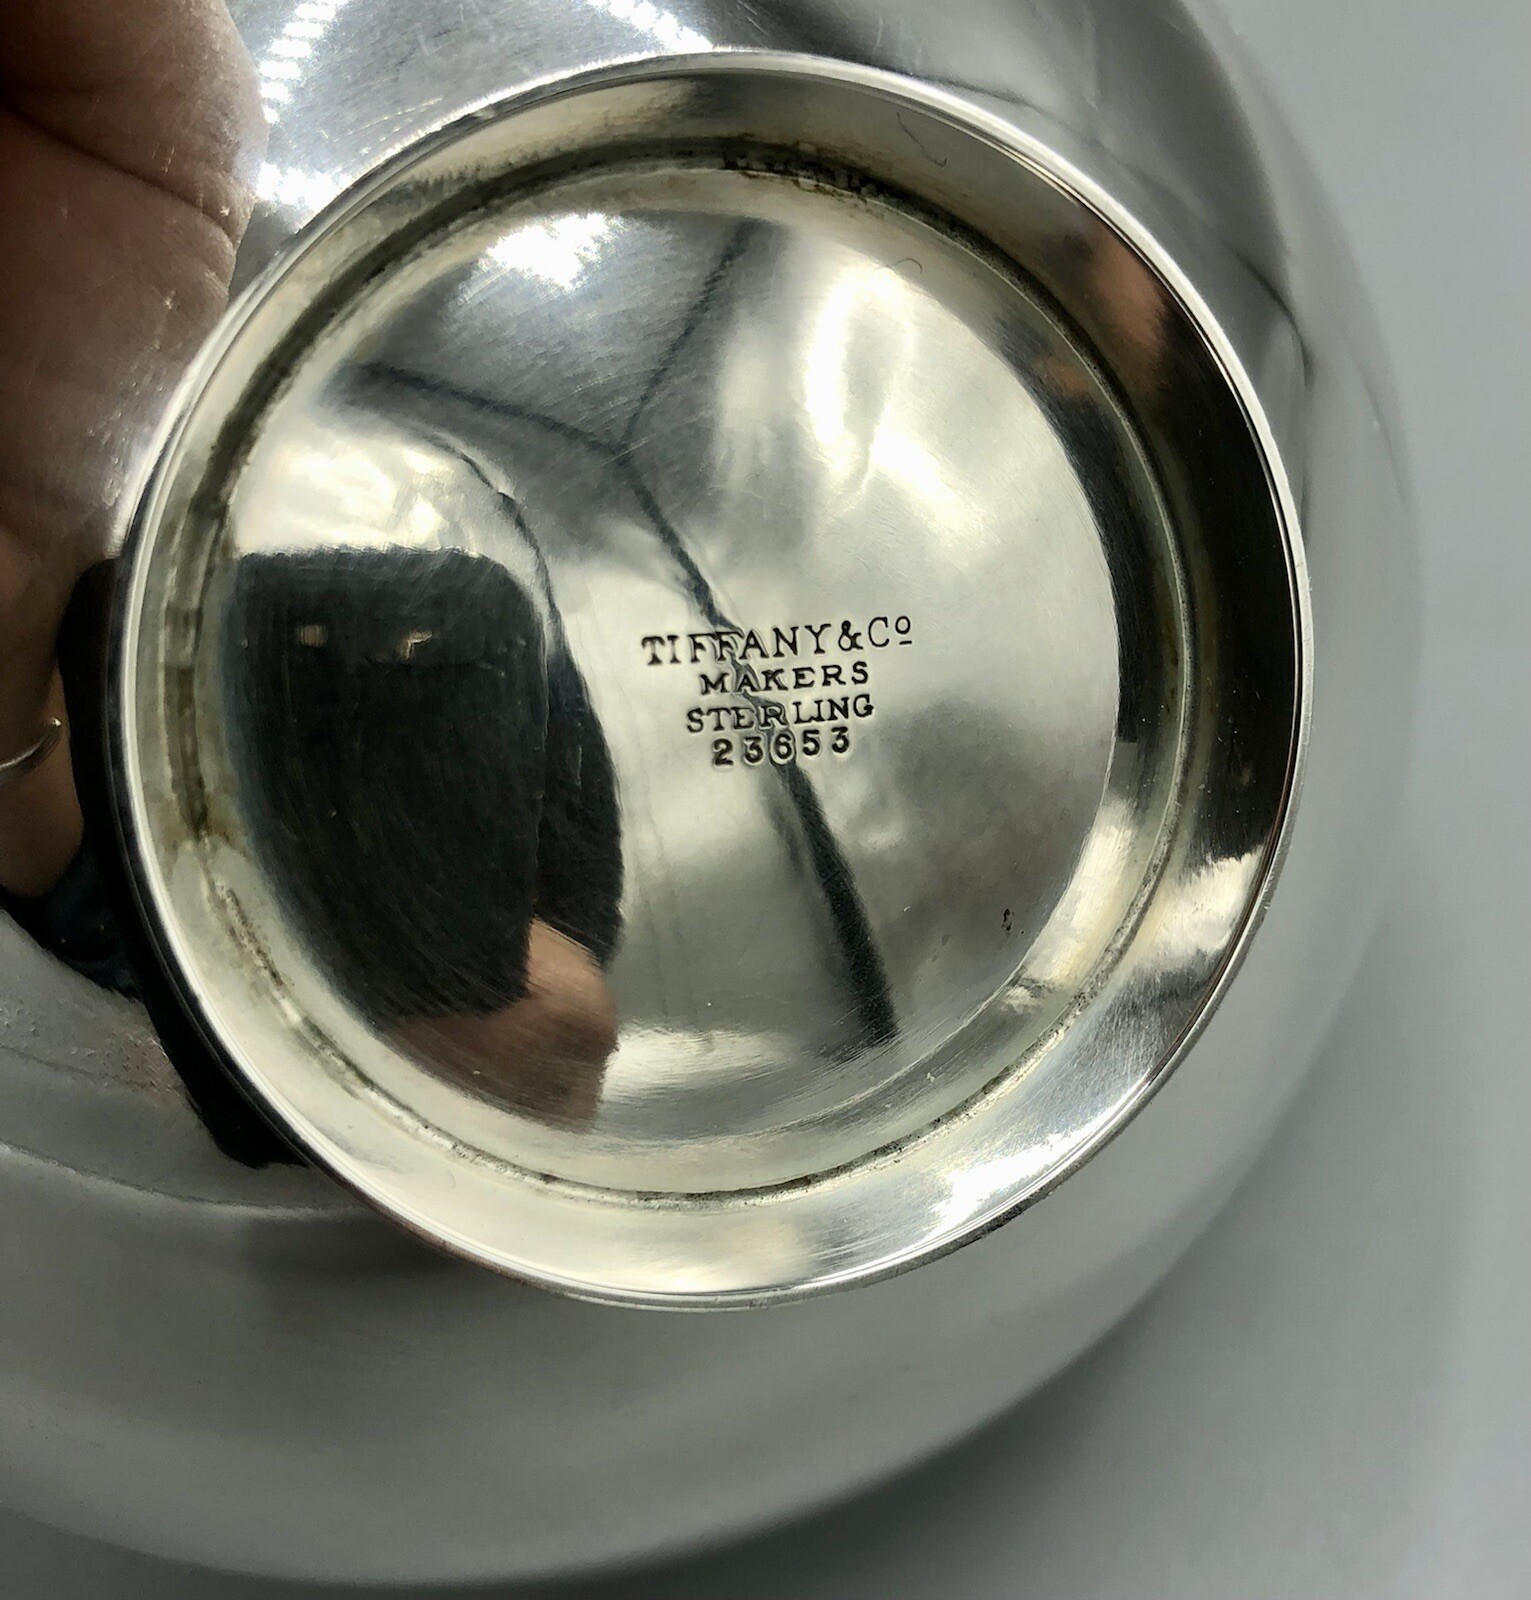 TIFFANY & Cº
MAKERS
STERLING
23653